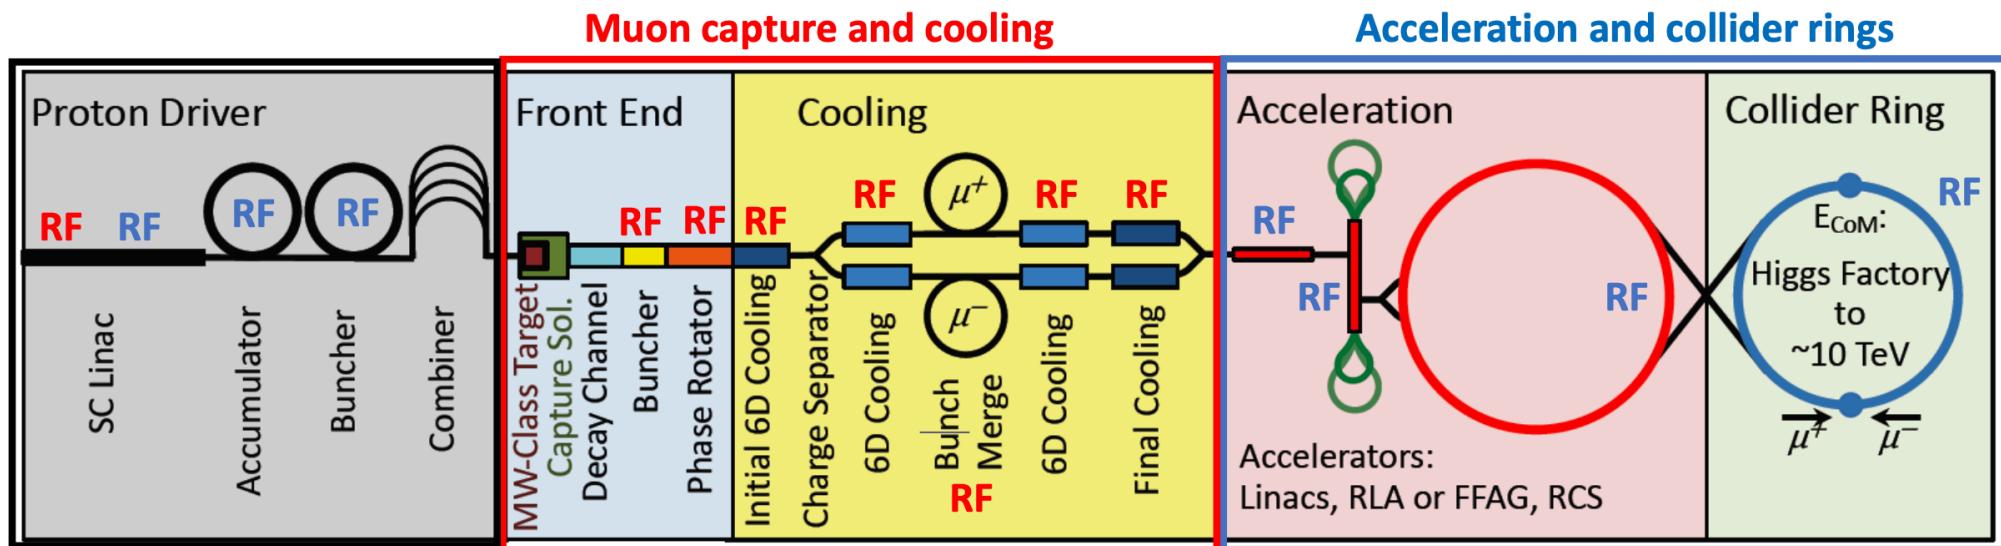 Muon capture and cooling
Acceleration and collider rings
Proton Driver
RF
RF
RF
RF
SC Linac
Accumulator
Buncher
Combiner
Front End
RF
RF
MW-Class Target
Capture Sol.
Decay Channel
Buncher
Phase Rotator
Cooling
RF
RF
RF
RF
μ+
μ−
Initial 6D Cooling
Charge Separator
6D Cooling
Bunch
Merge
6D Cooling
Final Cooling
RF
Acceleration
RF
RF
RF
Accelerators:
Linacs, RLA or FFAG, RCS
Collider Ring
RF
ECoM:
Higgs Factory
to
~10 TeV
μ+
μ−